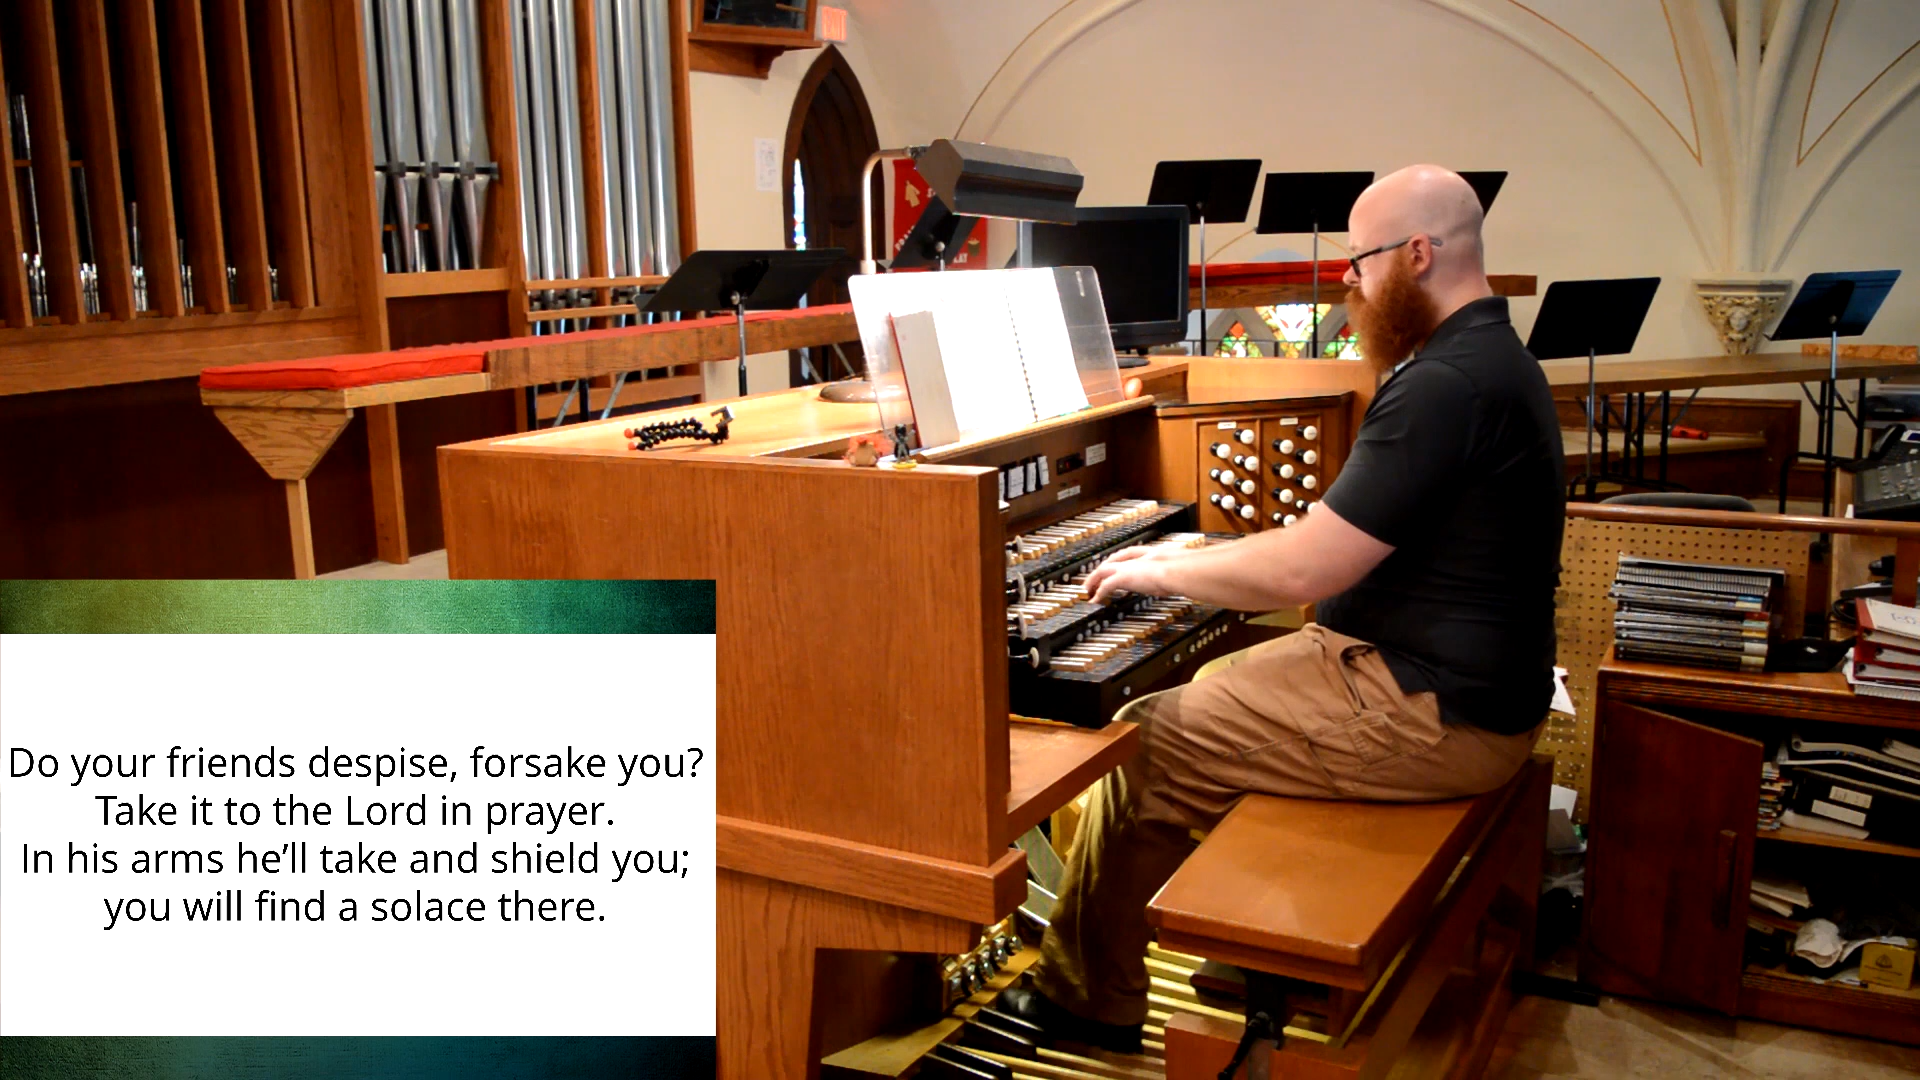 Do your friends despise, forsake you?
Take it to the Lord in prayer.
In his arms he’ll take and shield you;
you will find a solace there.